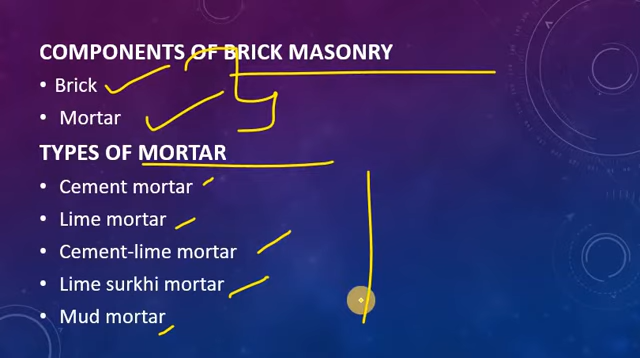 COMPONENTS OF BRICK MASONRY
• Brick
• Mortar
TYPES OF MORTAR
• Cement mortar
• Lime mortar
• Cement-lime mortar
• Lime surkhi mortar
• Mud mortar